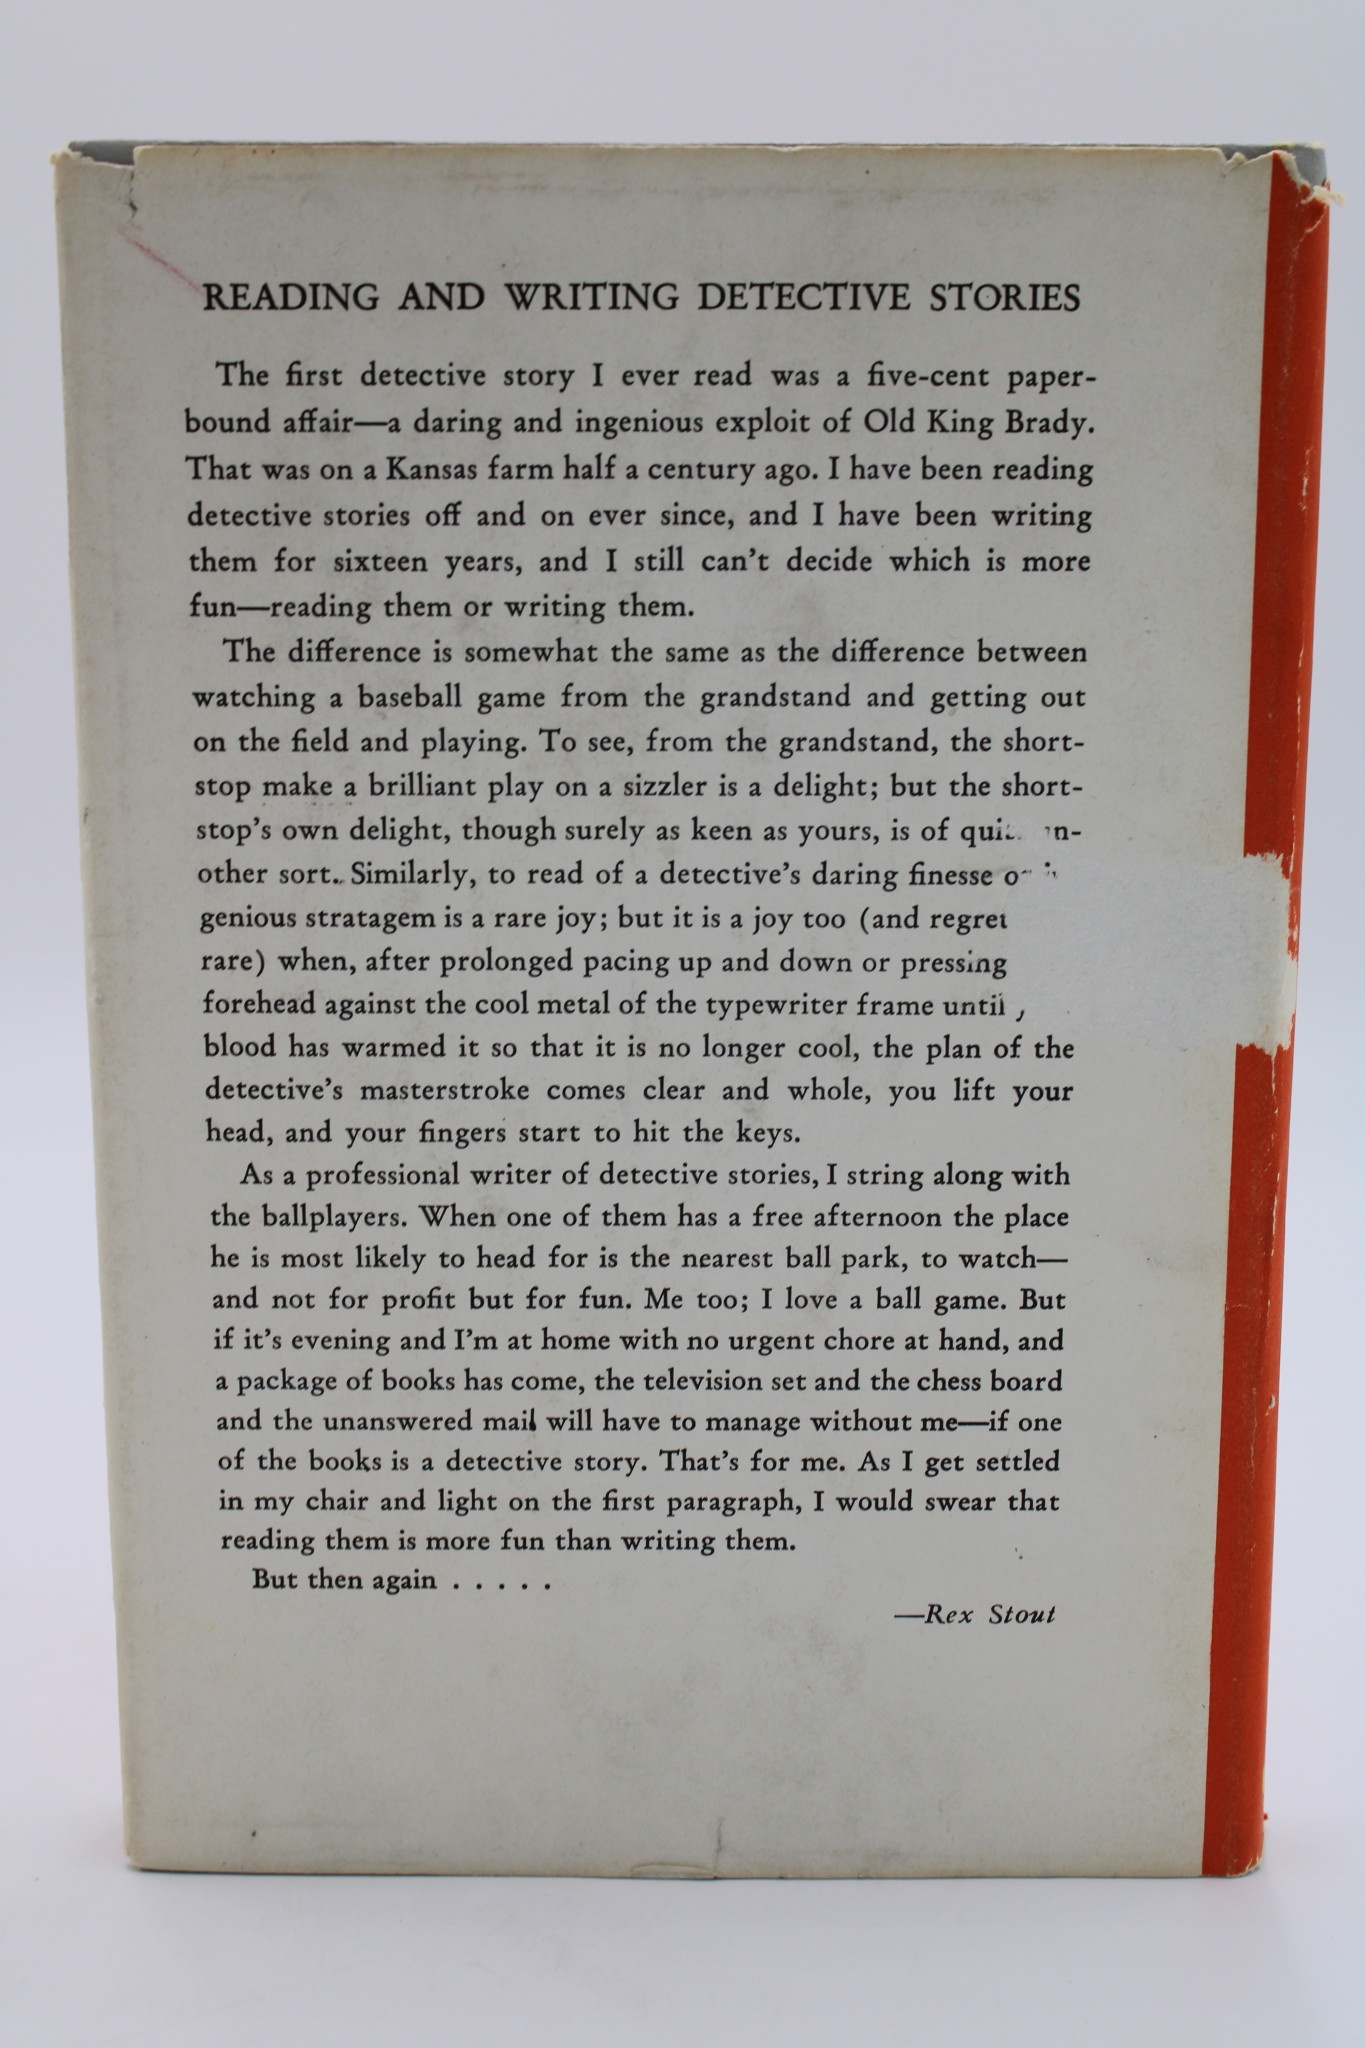 READING AND WRITING DETECTIVE STORIES
The first detective story I ever read was a five-cent paper-
bound affair—a daring and ingenious exploit of Old King Brady.
That was on a Kansas farm half a century ago. I have been reading
detective stories off and on ever since, and I have been writing
them for sixteen years, and I still can't decide which is more
fun—reading them or writing them.
The difference is somewhat the same as the difference between
watching a baseball game from the grandstand and getting out
on the field and playing. To see, from the grandstand, the short-
stop make a brilliant play on a sizzler is a delight; but the short-
stop's own delight, though surely as keen as yours, is of
other sort. Similarly, to read of a detective's daring finesse
genious stratagem is a rare joy; but it is a joy too (and
rare) when, after prolonged pacing up and down or pressing
forehead against the cool metal of the typewriter frame until
blood has warmed it so that it is no longer cool, the plan of the
detective's masterstroke comes clear and whole, you lift your
head, and your fingers start to hit the keys.
As a professional writer of detective stories, I string along with
the ballplayers. When one of them has a free afternoon the place
he is most likely to head for is the nearest ball park, to watch—
and not for profit but for fun. Me too; I love a ball game. But
if it's evening and I'm at home with no urgent chore at hand, and
a package of books has come, the television set and the chess board
and the unanswered mail will have to manage without me—if one
of the books is a detective story. That's for me. As I get settled
in my chair and light on the first paragraph, I would swear that
reading them is more fun than writing them.
But then again . . . . .
—Rex Stout